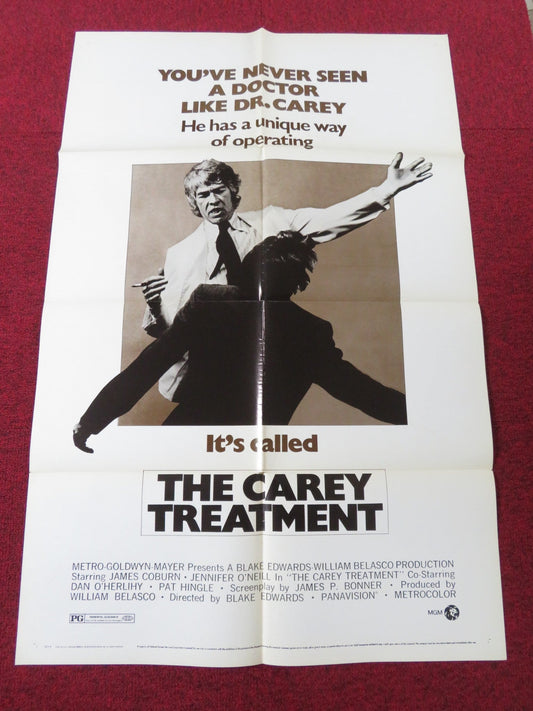 YOU'VE NEVER SEEN
A DOCTOR
LIKE DR. CAREY
He has a unique way
of operating
It's called
THE CAREY
TREATMENT
METRO-GOLDWYN-MAYER Presents A BLAKE EDWARDS-WILLIAM BELASCO PRODUCTION
Starring JAMES COBURN · JENNIFER O'NEILL In "THE CAREY TREATMENT" Co-Starring
DAN O'HERLIHY · PAT HINGLE · Screenplay by JAMES P. BONNER · Produced by
WILLIAM BELASCO · Directed by BLAKE EDWARDS · PANAVISION® · METROCOLOR
PG
MGM